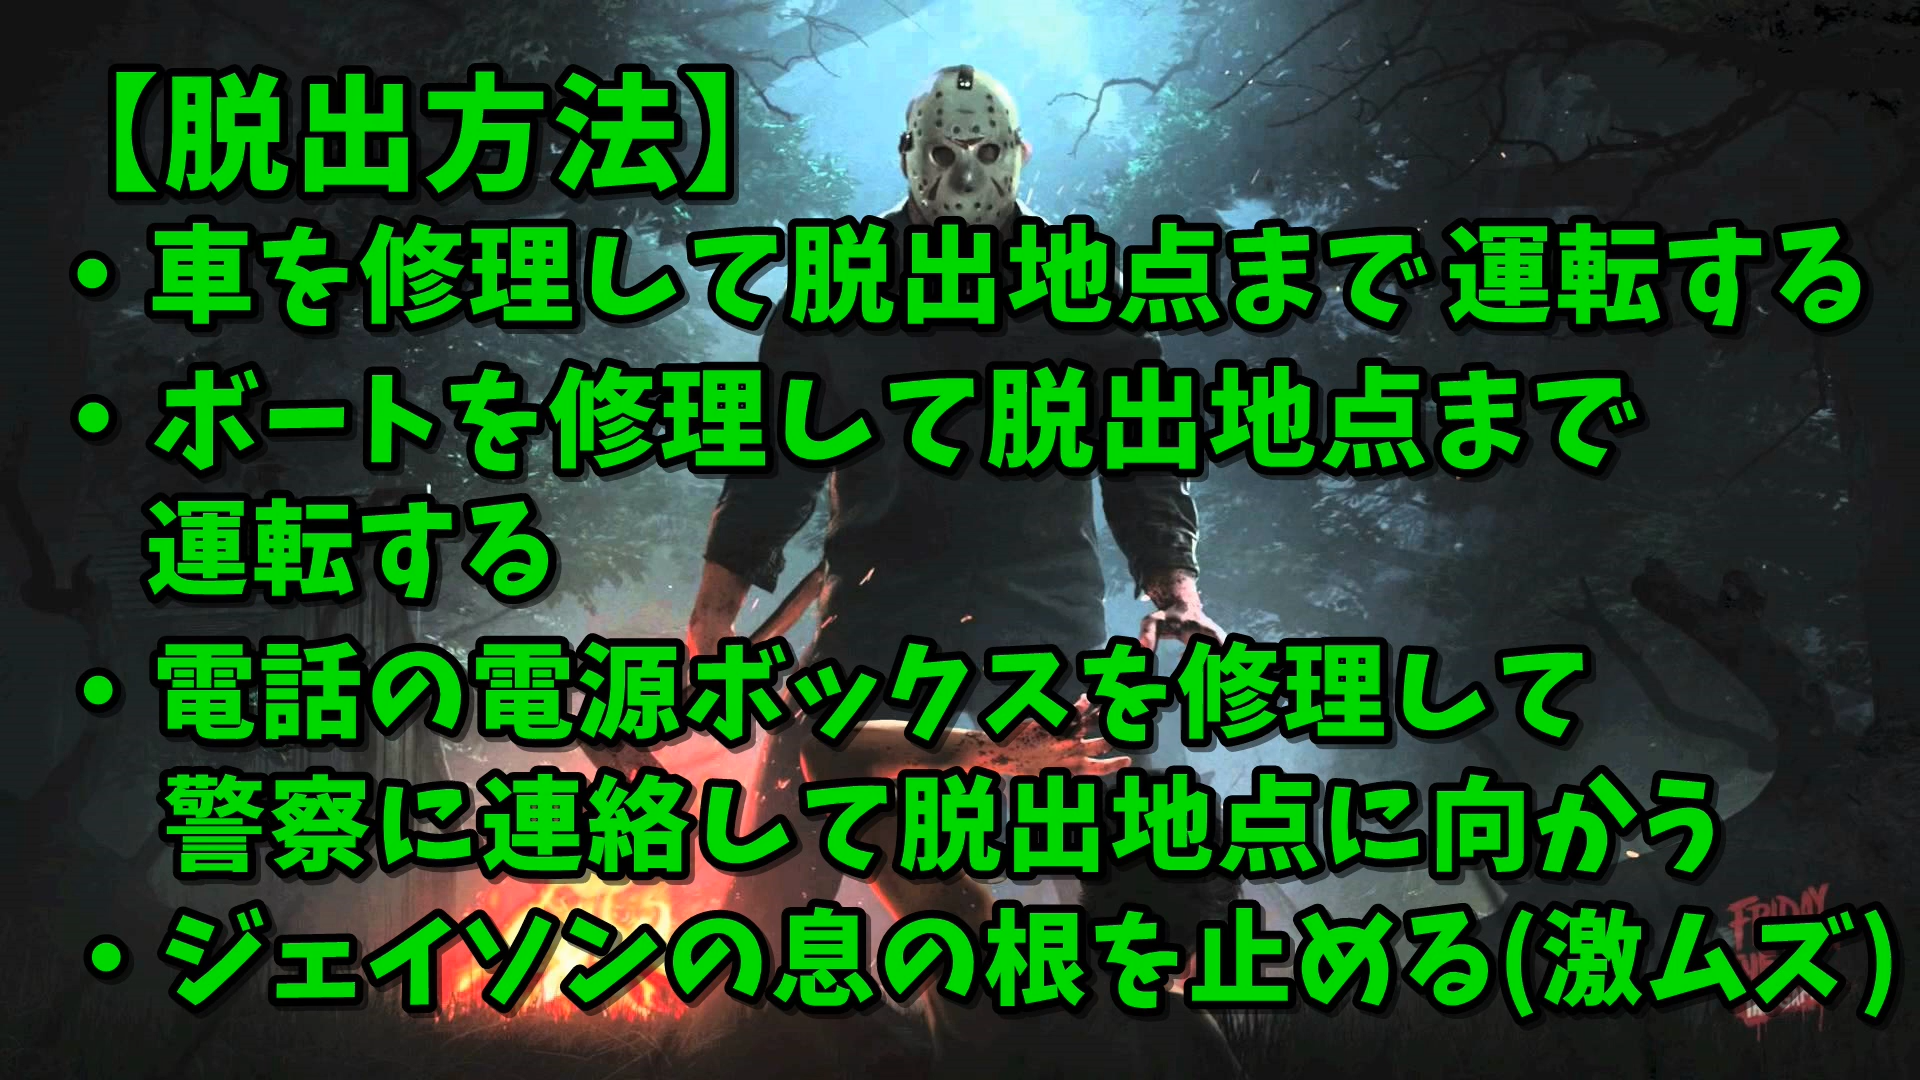 【脱出方法】
・車を修理して脱出地点まで運転する
・ボートを修理して脱出地点まで
運転する
・電話の電源ボックスを修理して
警察に連絡して脱出地点に向かう
・ジェイソンの息の根を止める(激ムズ)
FRIDAY